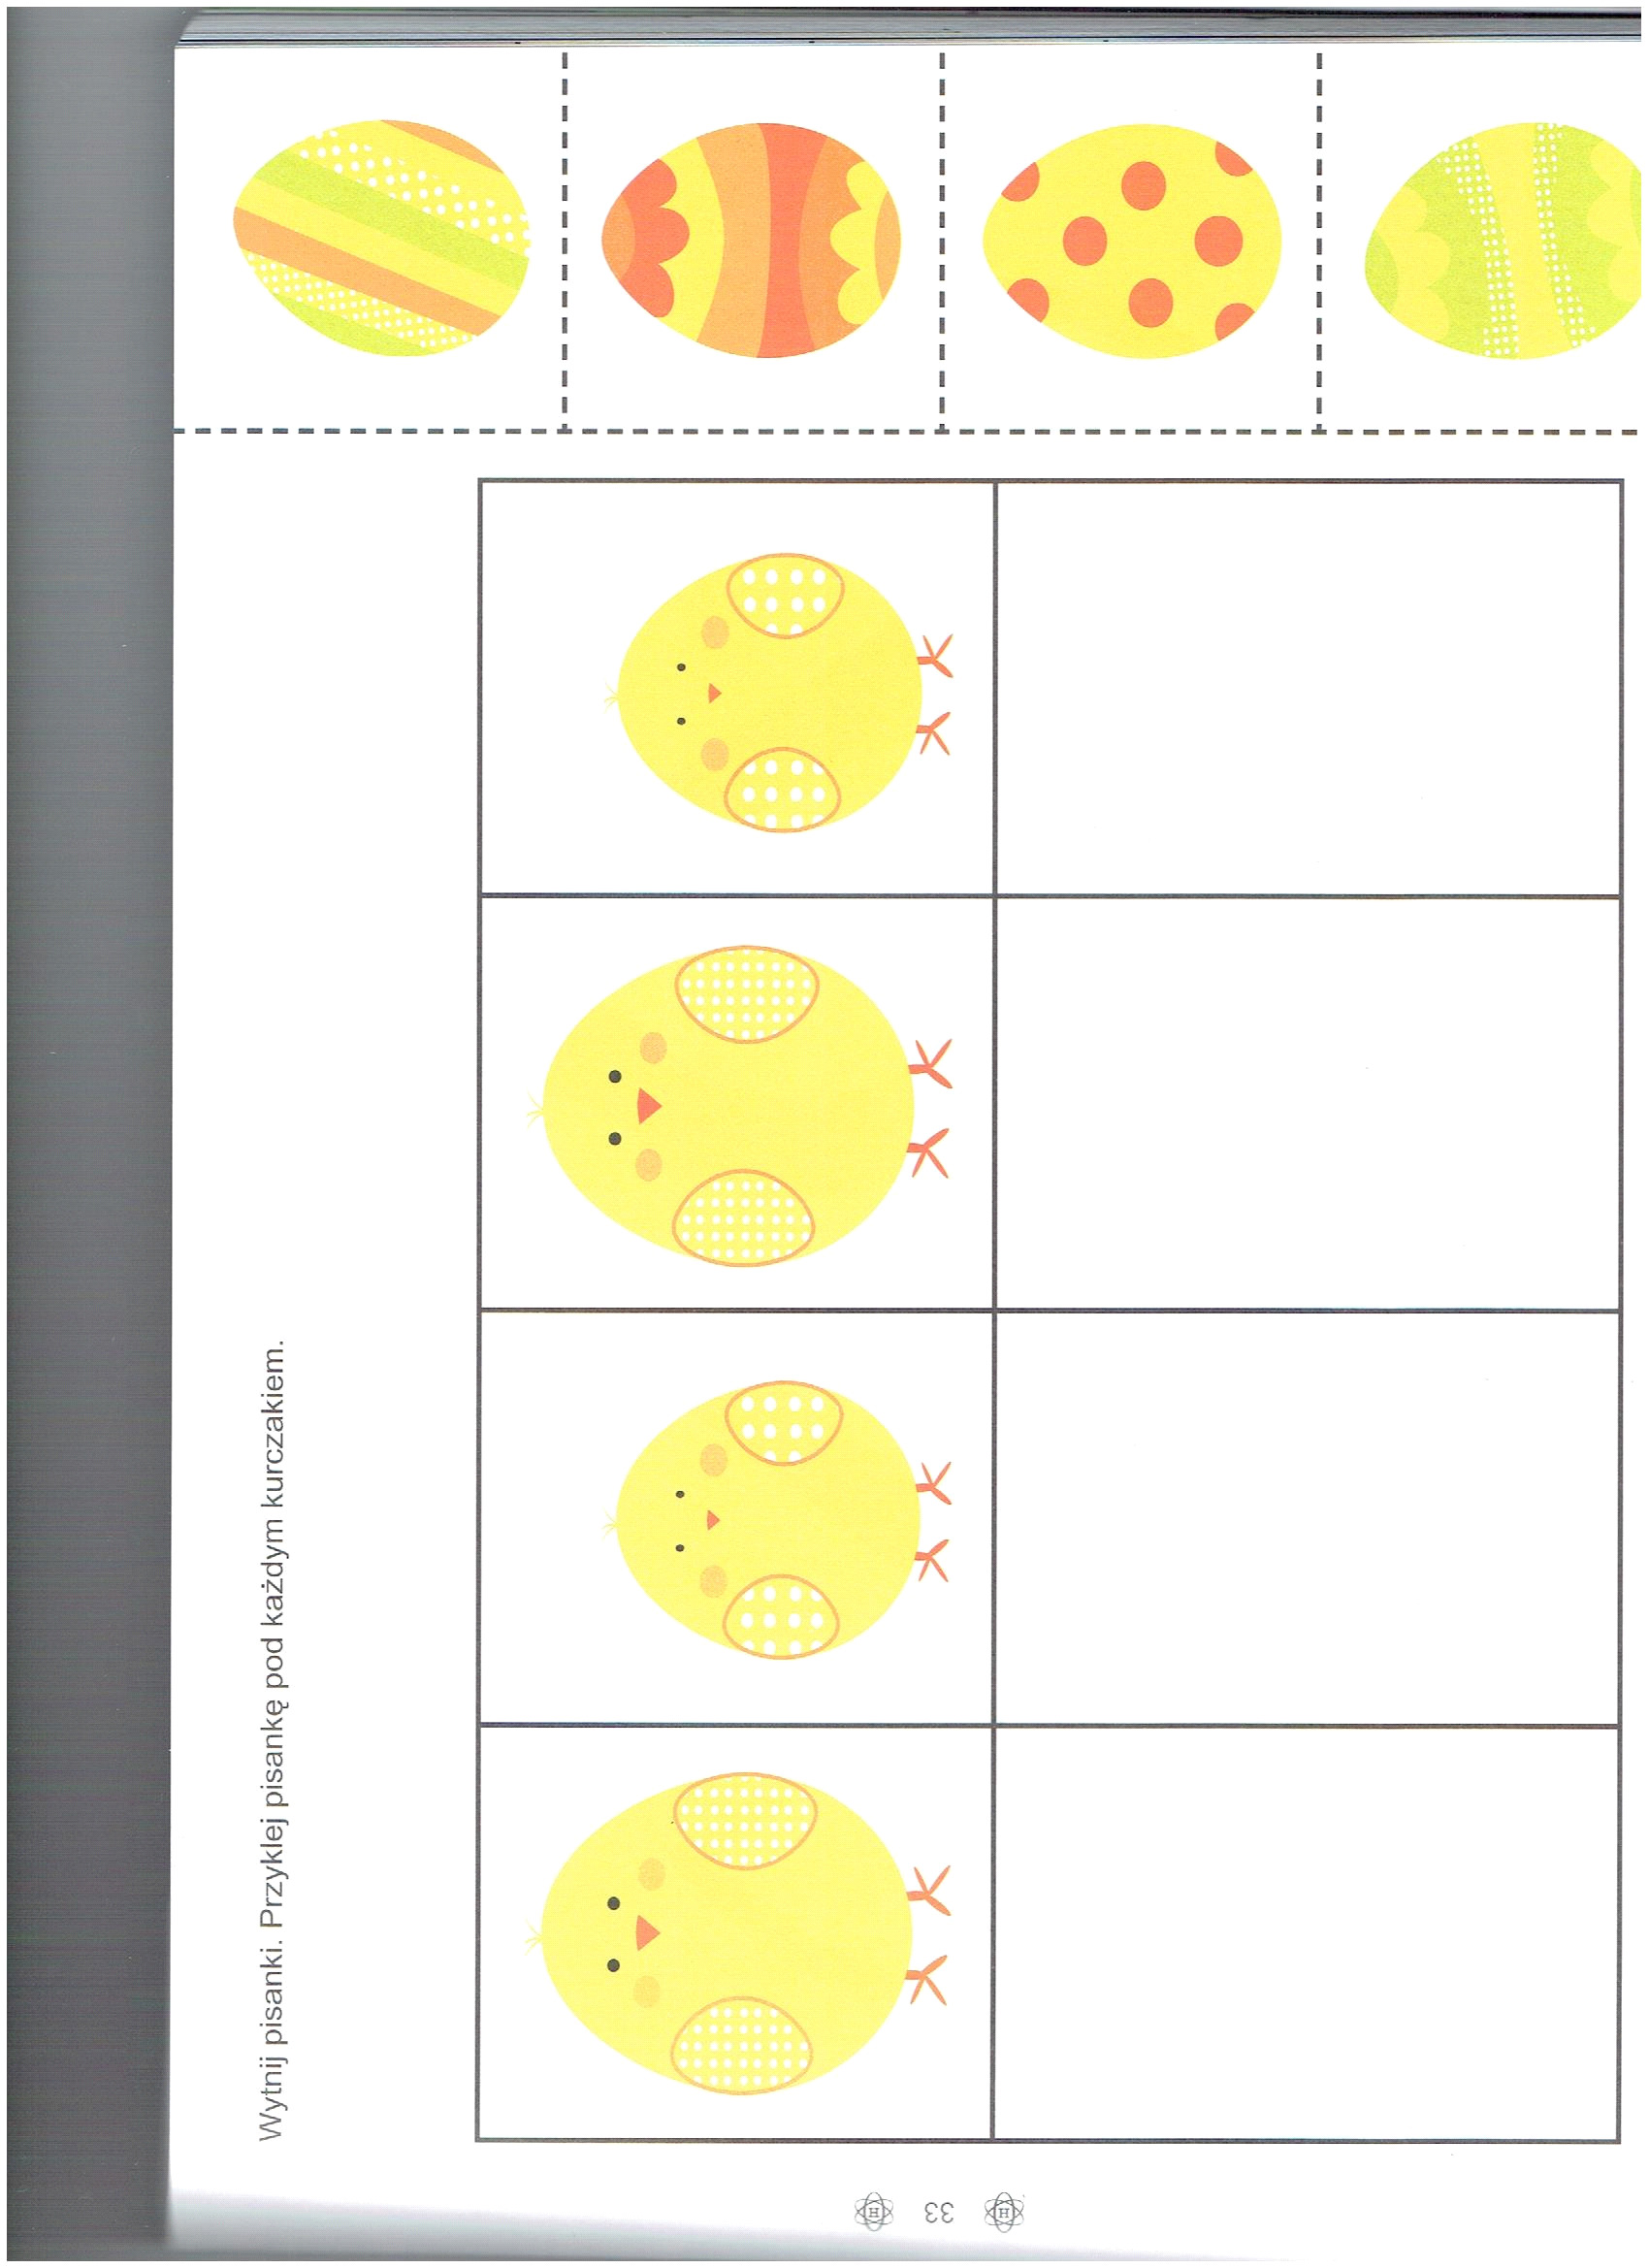 Wytnij pisanki. Przyklej pisankę pod każdym kurczakiem.
H 33 H